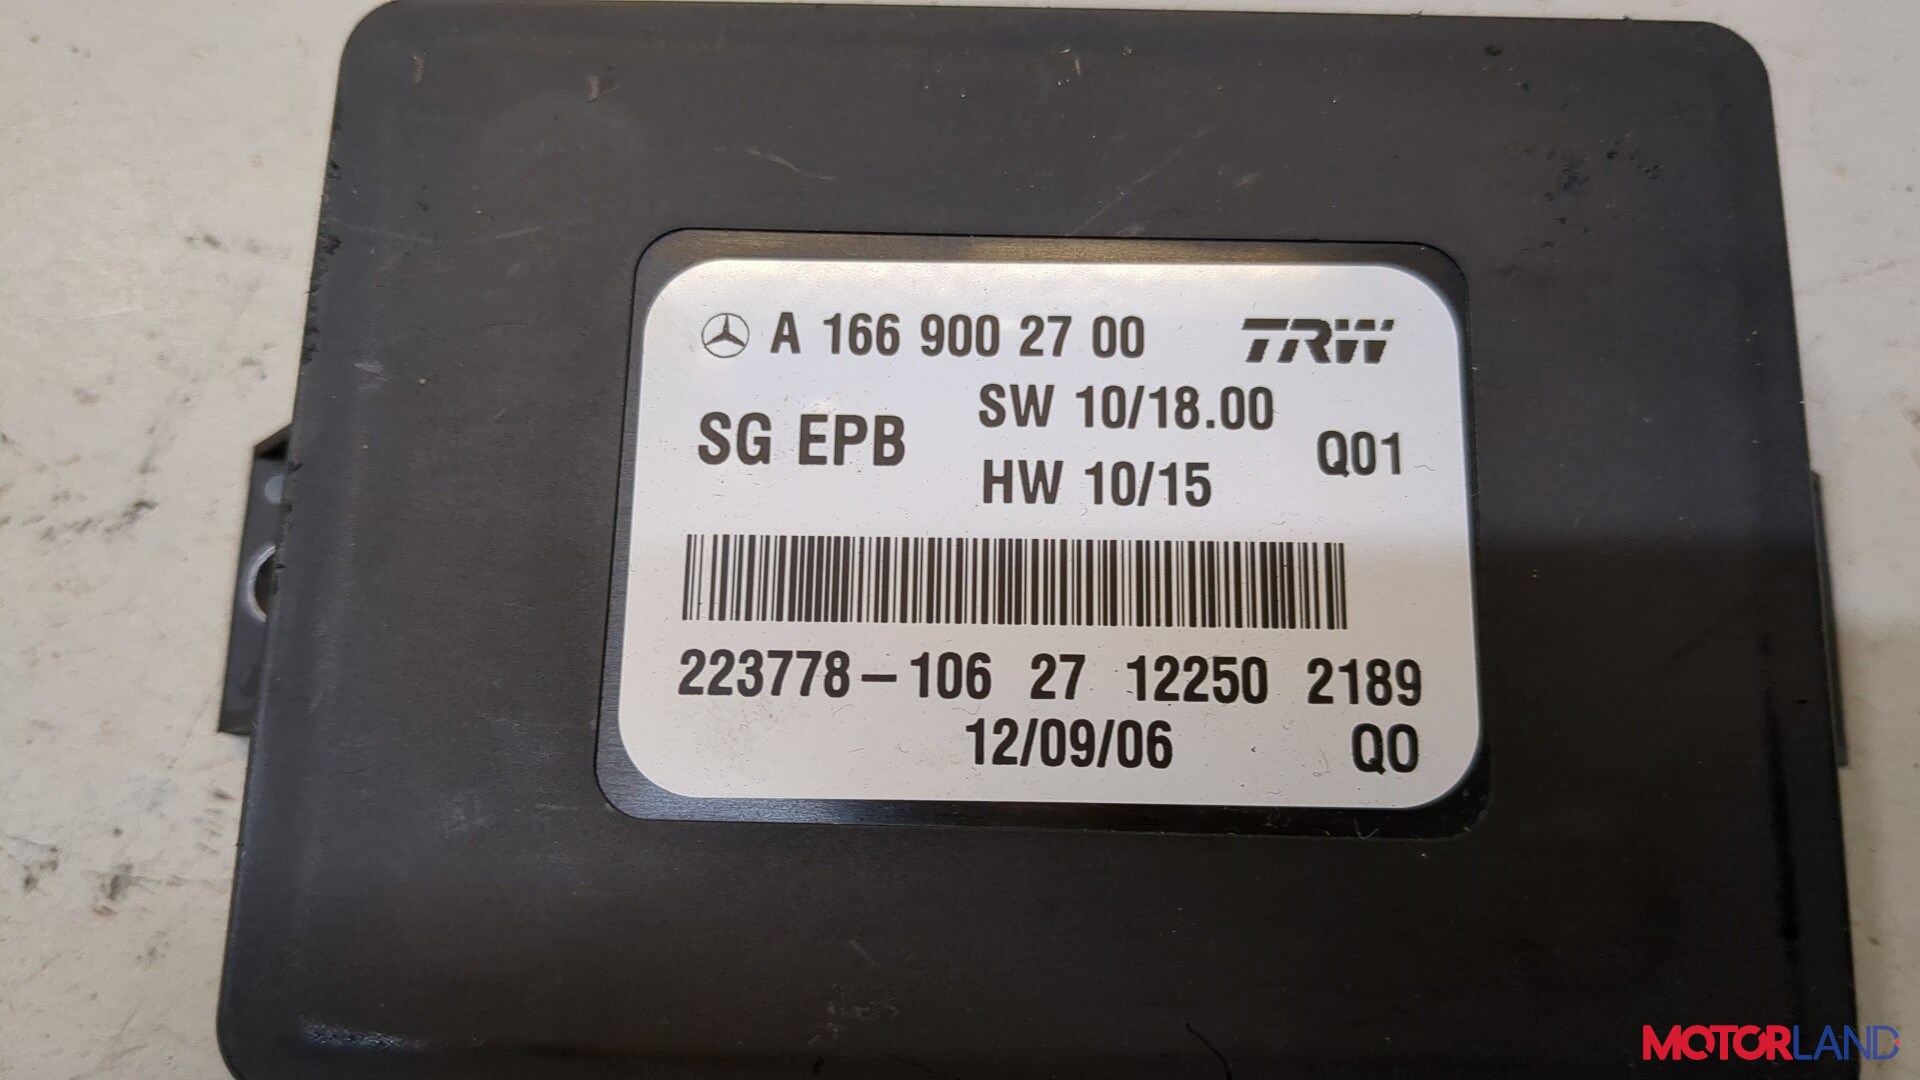 A 166 900 27 00 TRW
SG EPB SW 10/18.00 Q01
HW 10/15
223778-106 27 12250 2189
12/09/06 QO
MOTORLAND